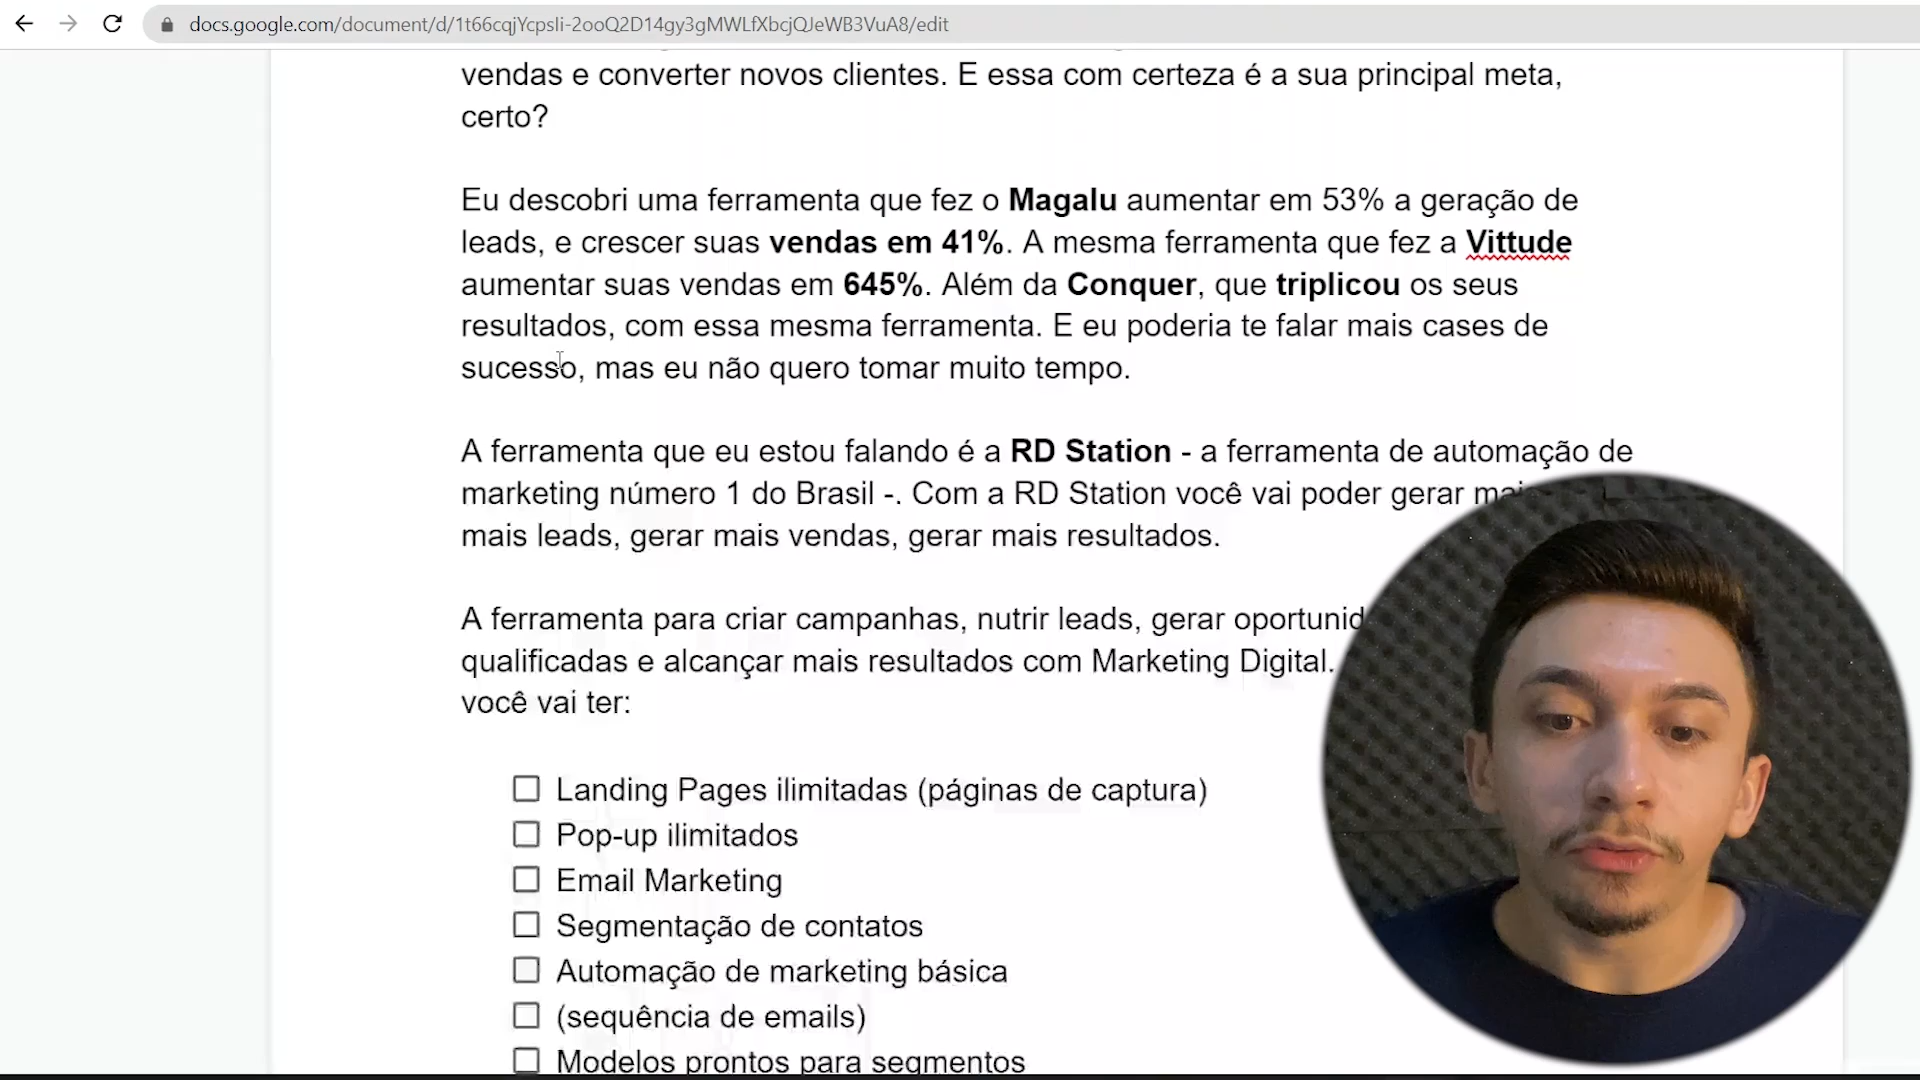 docs.google.com/document/d/1t66cqjYcpsli-2ooQ2D14gy3gMWLfXbcjQJeWB3VuA8/edit
vendas e converter novos clientes. E essa com certeza é a sua principal meta,
certo?
Eu descobri uma ferramenta que fez o Magalu aumentar em 53% a geração de
leads, e crescer suas vendas em 41%. A mesma ferramenta que fez a Vittude
aumentar suas vendas em 645%. Além da Conquer, que triplicou os seus
resultados, com essa mesma ferramenta. E eu poderia te falar mais cases de
sucesso, mas eu não quero tomar muito tempo.
A ferramenta que eu estou falando é a RD Station - a ferramenta de automação de
marketing número 1 do Brasil -. Com a RD Station você vai poder gerar
mais leads, gerar mais vendas, gerar mais resultados.
A ferramenta para criar campanhas, nutrir leads, gerar
qualificadas e alcançar mais resultados com Marketing Digital.
você vai ter:
☐ Landing Pages ilimitadas (páginas de captura)
☐ Pop-up ilimitados
☐ Email Marketing
☐ Segmentação de contatos
☐ Automação de marketing básica
☐ (sequência de emails)
☐ Modelos prontos para segmentos